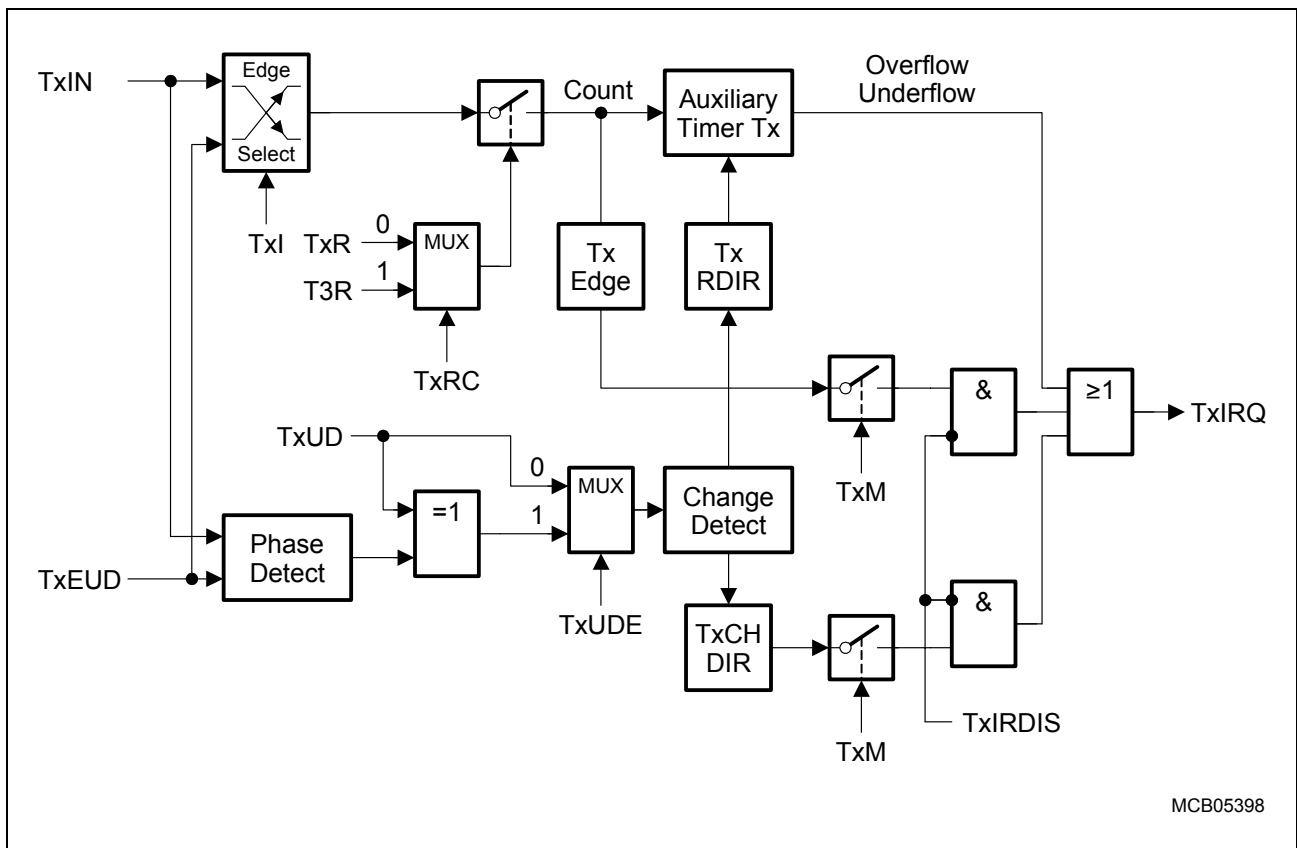 TxIN
Edge
Select
Count
Auxiliary
Timer Tx
Overflow
Underflow
TxI
TxR
0
T3R
1
MUX
TxRC
Tx
Edge
Tx
RDIR
TxM
&
≥1
TxIRQ
TxUD
0
1
=1
MUX
Change
Detect
TxEUD
Phase
Detect
TxUDE
TxCH
DIR
TxM
&
TxIRDIS
MCB05398